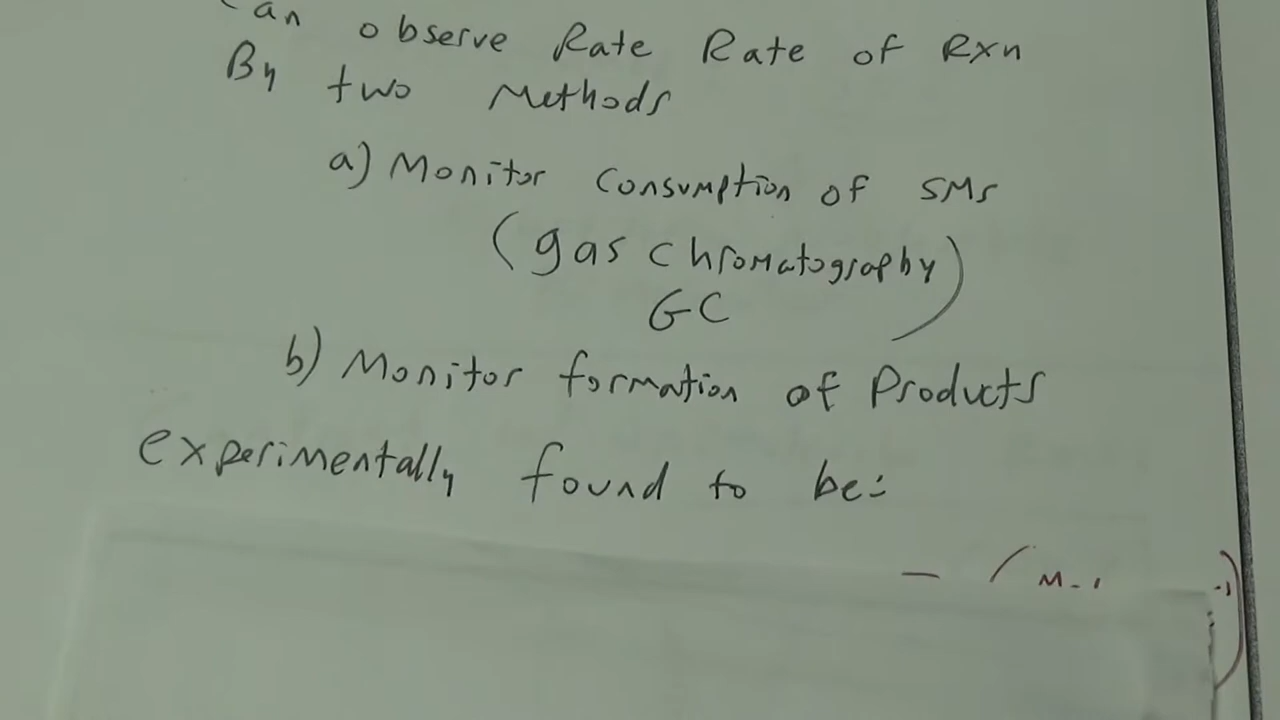 an observe Rate Rate of Rxn
By two Methods
a) Monitor Consumption of SMs
(gas chromatography)
GC
b) Monitor formation of Products
experimentally found to be: